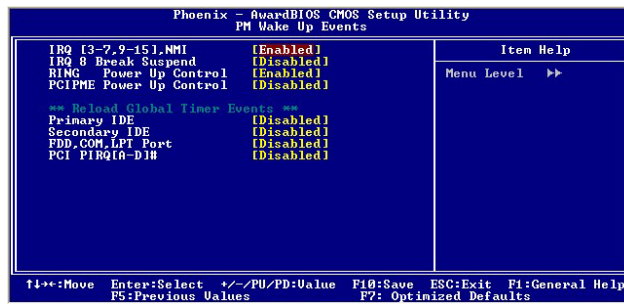 Phoenix - AwardBIOS CMOS Setup Utility
PM Wake Up Events
IRQ [3-7,9-15],NMI [Enabled]
IRQ 8 Break Suspend [Disabled]
RING Power Up Control [Enabled]
PCIPME Power Up Control [Disabled]
** Reload Global Timer Events **
Primary IDE [Disabled]
Secondary IDE [Disabled]
FDD,COM,LPT Port [Disabled]
PCI PIRQ[A-D]# [Disabled]
Item Help
Menu Level ▶▶
↑↓→←:Move Enter:Select +/-/PU/PD:Value F10:Save ESC:Exit F1:General Help
F5:Previous Values F7: Optimized Defaults